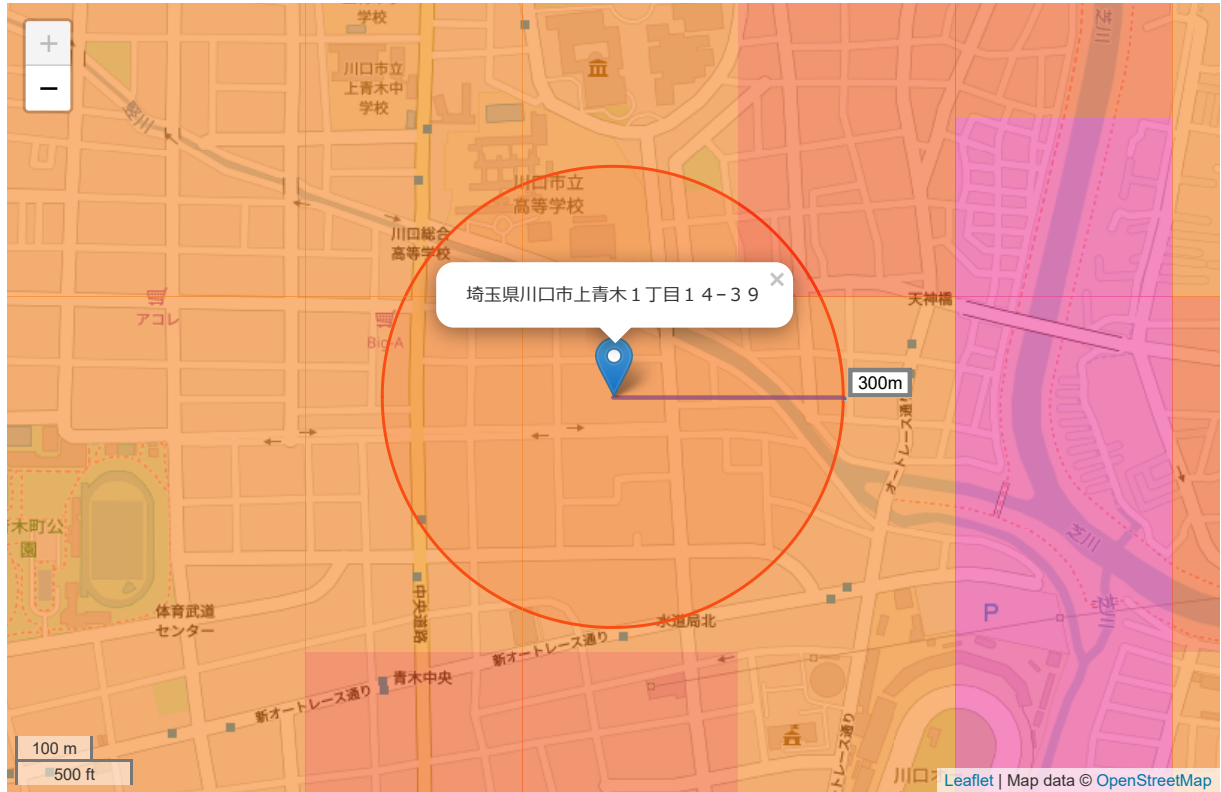 +
−
学校
川口市立
上青木中
学校
竪川
芝川
川口市立
高等学校
川口総合
高等学校
埼玉県川口市上青木１丁目１４−３９
×
アコレ
Big-A
天神橋
300m
オートレース通り
木町公
園
芝川
体育武道
センター
中央道路
水道局北
P
芝川
新オートレース通り
青木中央
新オートレース通り
オートレース通り
100 m
500 ft
川口オ
Leaflet | Map data © OpenStreetMap